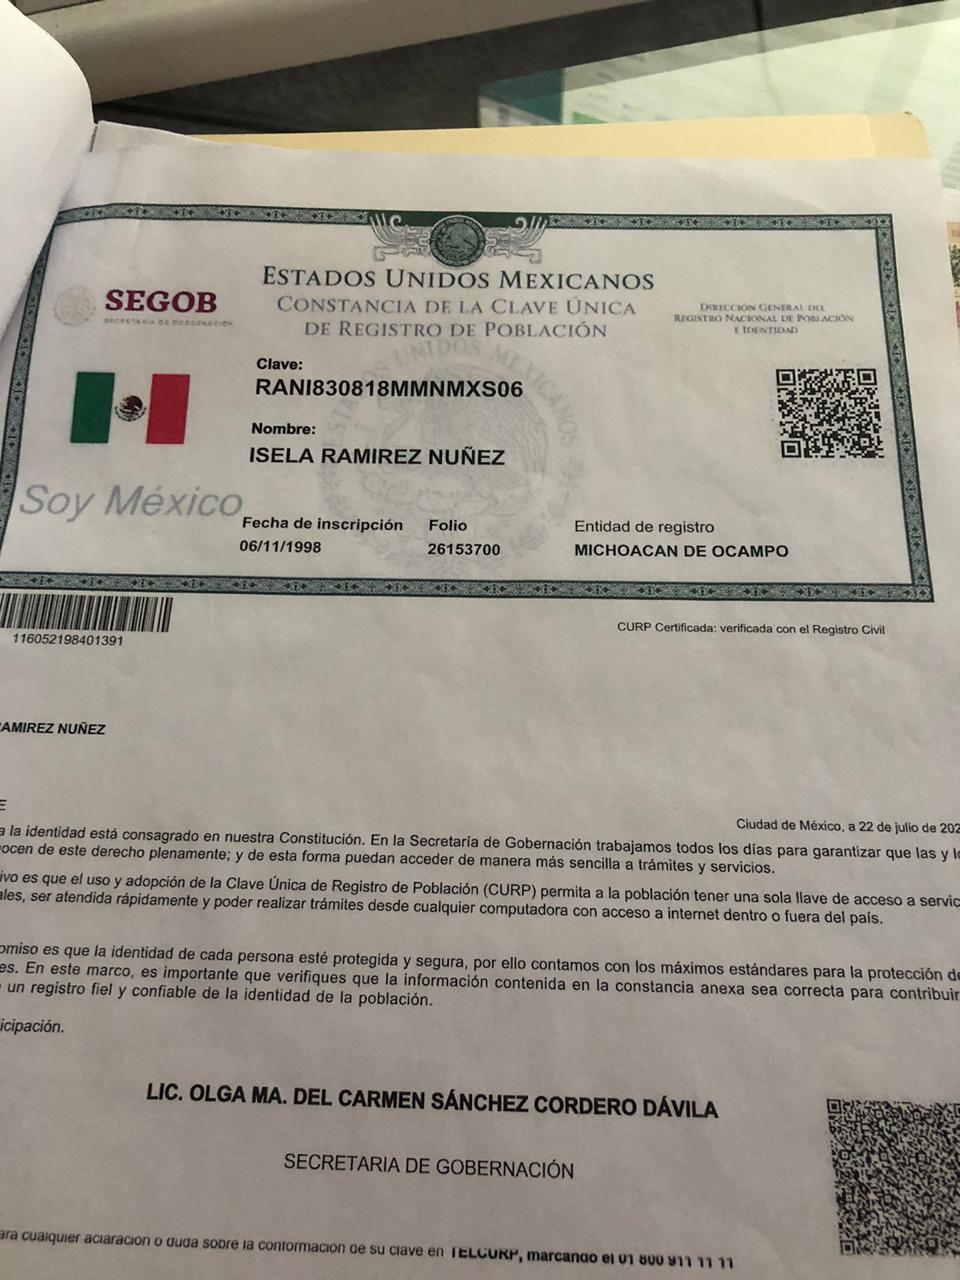 ESTADOS UNIDOS MEXICANOS
CONSTANCIA DE LA CLAVE ÚNICA
DE REGISTRO DE POBLACIÓN
SEGOB
SECRETARÍA DE GOBERNACIÓN
DIRECCIÓN GENERAL DEL
REGISTRO NACIONAL DE POBLACIÓN
E IDENTIDAD
Clave:
RANI830818MMNMXS06
Nombre:
ISELA RAMIREZ NUÑEZ
Soy México
Fecha de inscripción Folio Entidad de registro
06/11/1998 26153700 MICHOACAN DE OCAMPO
116052198401391
CURP Certificada: verificada con el Registro Civil
AMIREZ NUÑEZ
E
Ciudad de México, a 22 de julio de 202
a la identidad está consagrado en nuestra Constitución. En la Secretaría de Gobernación trabajamos todos los días para garantizar que las y lo
ocen de este derecho plenamente; y de esta forma puedan acceder de manera más sencilla a trámites y servicios.
ivo es que el uso y adopción de la Clave Única de Registro de Población (CURP) permita a la población tener una sola llave de acceso a servic
ales, ser atendida rápidamente y poder realizar trámites desde cualquier computadora con acceso a internet dentro o fuera del país.
omiso es que la identidad de cada persona esté protegida y segura, por ello contamos con los máximos estándares para la protección de
es. En este marco, es importante que verifiques que la información contenida en la constancia anexa sea correcta para contribuir
un registro fiel y confiable de la identidad de la población.
icipación.
LIC. OLGA MA. DEL CARMEN SÁNCHEZ CORDERO DÁVILA
SECRETARIA DE GOBERNACIÓN
ara cualquier aclaración o duda sobre la conformación de su clave en TELCURP, marcando el 01 800 911 11 11